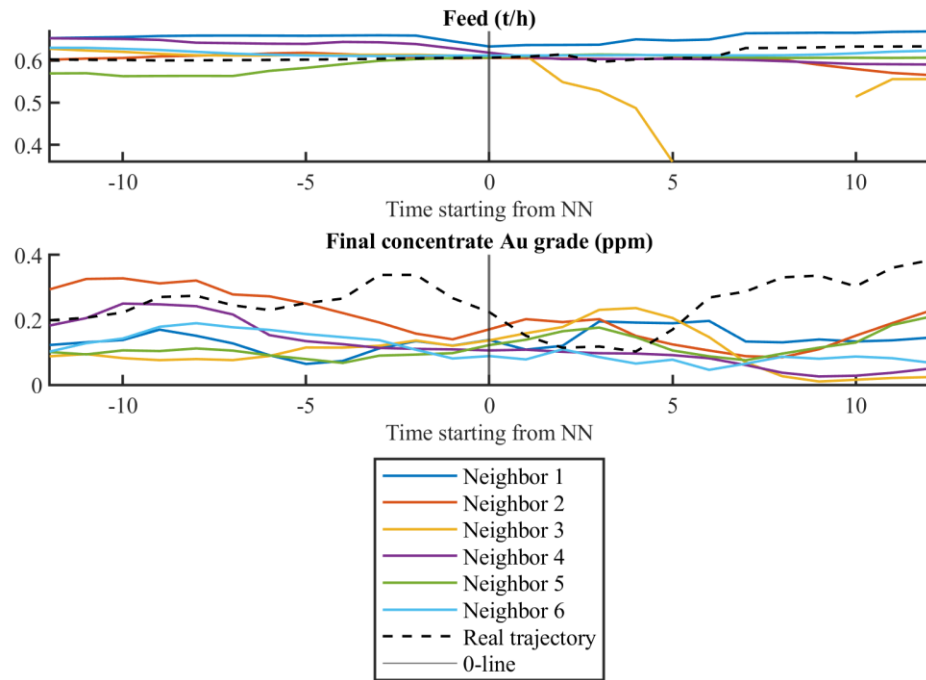 Feed (t/h)
0.6
0.5
0.4
-10 -5 0 5 10
Time starting from NN
Final concentrate Au grade (ppm)
0.4
0.2
0
-10 -5 0 5 10
Time starting from NN
Neighbor 1
Neighbor 2
Neighbor 3
Neighbor 4
Neighbor 5
Neighbor 6
Real trajectory
0-line